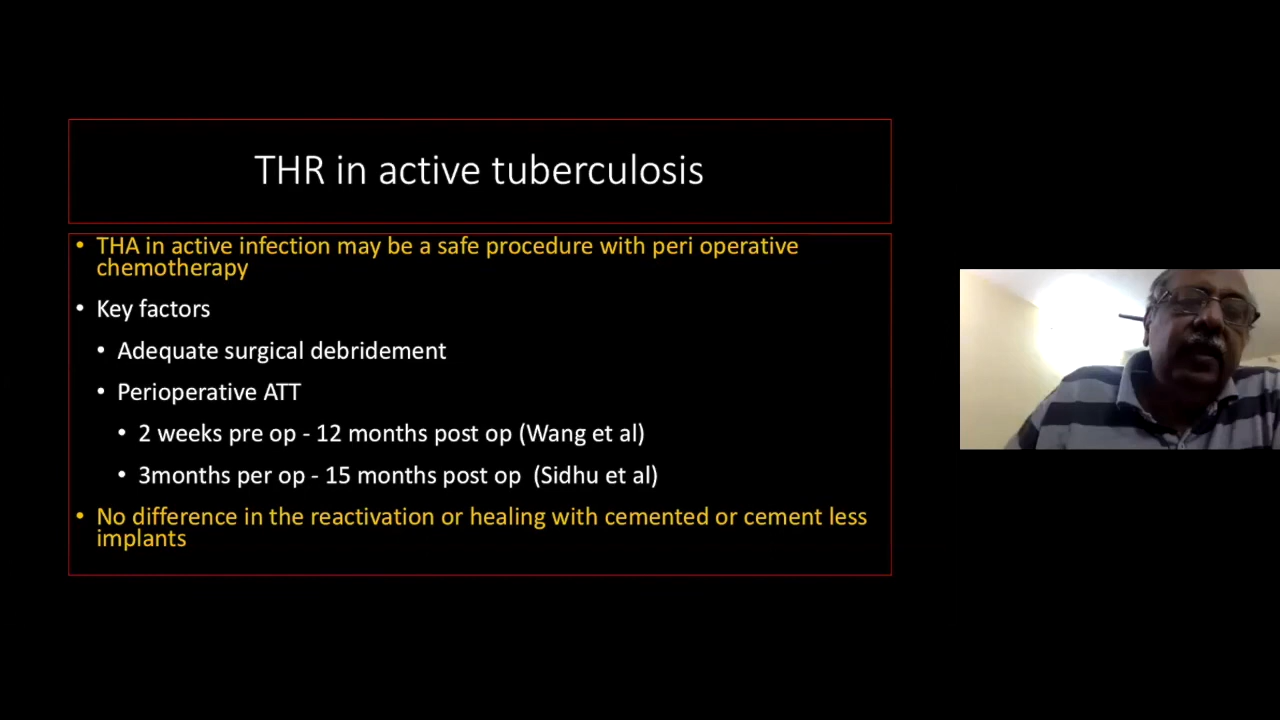 THR in active tuberculosis
• THA in active infection may be a safe procedure with peri operative
chemotherapy
• Key factors
• Adequate surgical debridement
• Perioperative ATT
• 2 weeks pre op - 12 months post op (Wang et al)
• 3months per op - 15 months post op (Sidhu et al)
• No difference in the reactivation or healing with cemented or cement less
implants